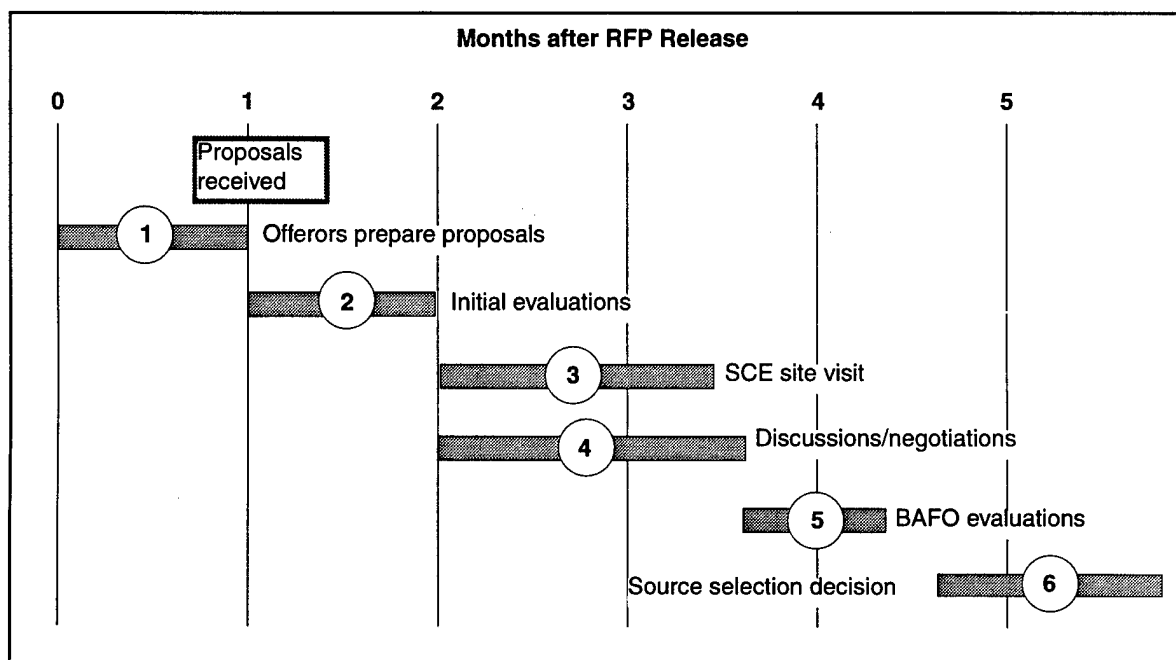 Months after RFP Release
0 1 2 3 4 5
Proposals
received
1 Offerors prepare proposals
2 Initial evaluations
3 SCE site visit
4 Discussions/negotiations
5 BAFO evaluations
Source selection decision 6